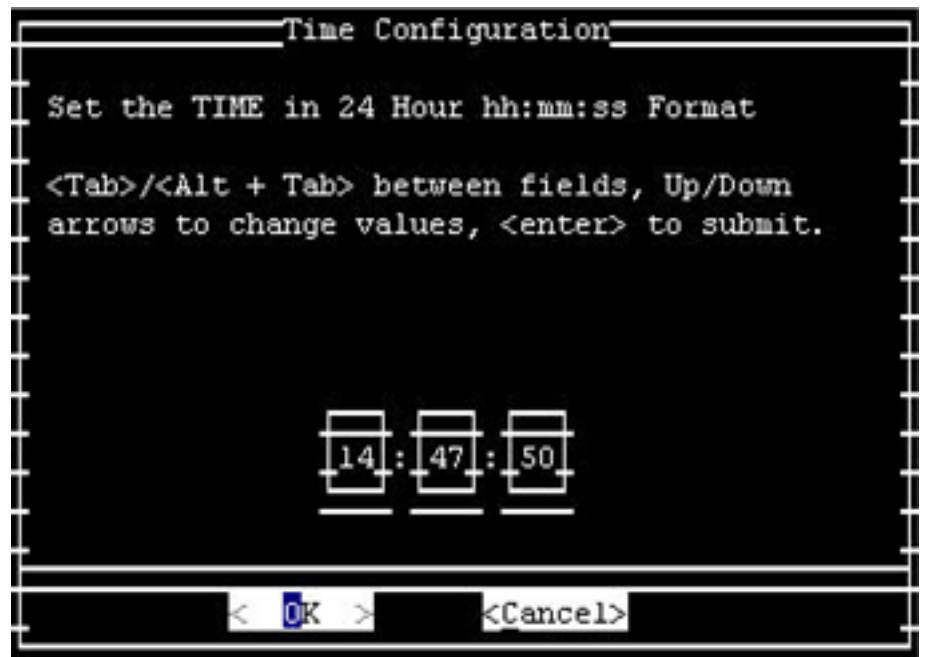 Time Configuration
Set the TIME in 24 Hour hh:mm:ss Format
<Tab>/<Alt + Tab> between fields, Up/Down
arrows to change values, <enter> to submit.
14:47:50
< OK > <Cancel>